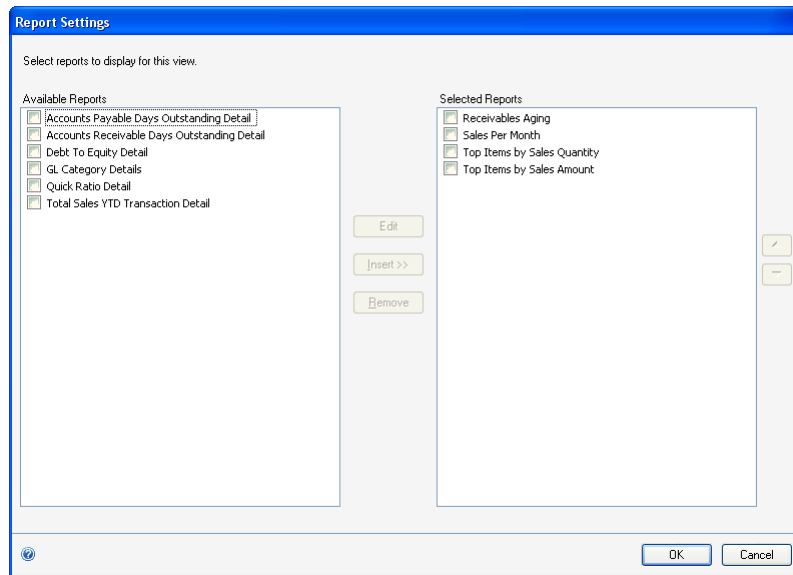 Report Settings
Select reports to display for this view.
Available Reports
Accounts Payable Days Outstanding Detail
Accounts Receivable Days Outstanding Detail
Debt To Equity Detail
GL Category Details
Quick Ratio Detail
Total Sales YTD Transaction Detail
Edit
Insert >>
Remove
Selected Reports
Receivables Aging
Sales Per Month
Top Items by Sales Quantity
Top Items by Sales Amount
OK
Cancel